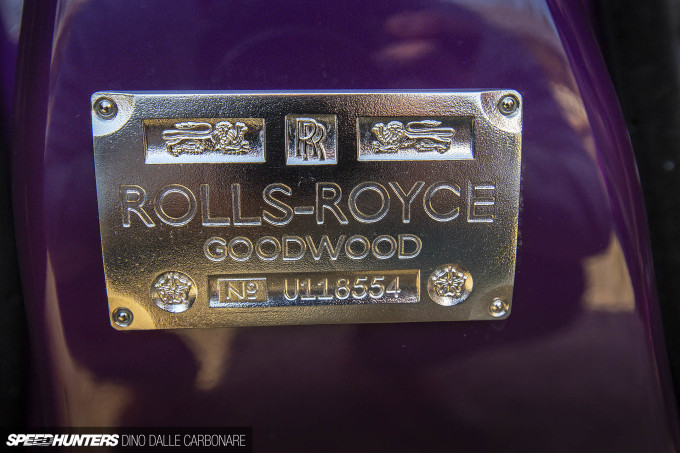 RR
ROLLS-ROYCE
GOODWOOD
Nº U118554
SPEEDHUNTERS DINO DALLE CARBONARE